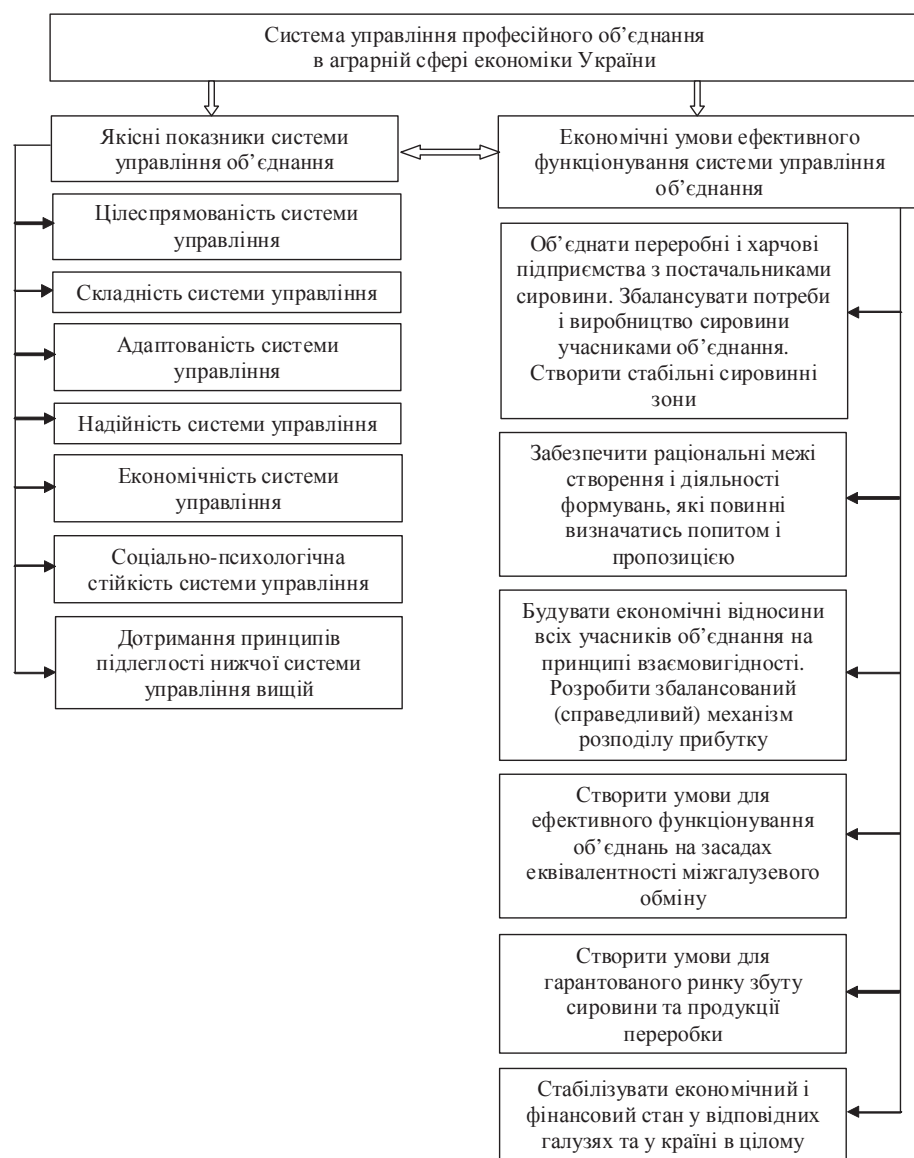 Система управління професійного об’єднання
в аграрній сфері економіки України
Якісні показники системи
управління об’єднання
Цілеспрямованість системи
управління
Складність системи управління
Адаптованість системи
управління
Надійність системи управління
Економічність системи
управління
Соціально-психологічна
стійкість системи управління
Дотримання принципів
підлеглості нижчої системи
управління вищій
Економічні умови ефективного
функціонування системи управління
об’єднання
Об’єднати переробні і харчові
підприємства з постачальниками
сировини. Збалансувати потреби
і виробництво сировини
учасниками об’єднання.
Створити стабільні сировинні
зони
Забезпечити раціональні межі
створення і діяльності
формувань, які повинні
визначатись попитом і
пропозицією
Будувати економічні відносини
всіх учасників об’єднання на
принципі взаємовигідності.
Розробити збалансований
(справедливий) механізм
розподілу прибутку
Створити умови для
ефективного функціонування
об’єднань на засадах
еквівалентності міжгалузевого
обміну
Створити умови для
гарантованого ринку збуту
сировини та продукції
переробки
Стабілізувати економічний і
фінансовий стан у відповідних
галузях та у країні в цілому